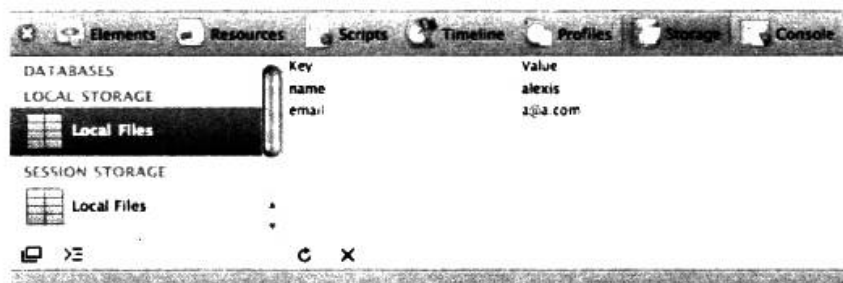 Elements Resources Scripts Timeline Profiles Storage Console
DATABASES
LOCAL STORAGE
Local Files
SESSION STORAGE
Local Files
Key Value
name alexis
email a@a.com